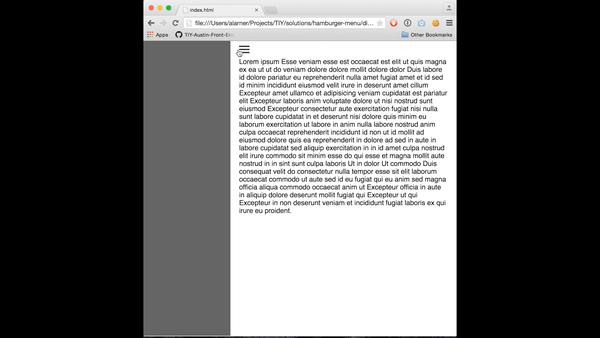 index.html
file:///Users/alarner/Projects/TIY/solutions/hamburger-menu/di...
Apps
TIY-Austin-Front-En
Other Bookmarks
Lorem ipsum Esse veniam esse est occaecat est elit ut quis magna
ex ea ut ut do veniam dolore dolore mollit dolore dolor Duis labore
id dolore pariatur eu reprehenderit nulla amet fugiat amet et id sed
id minim incididunt eiusmod velit irure in deserunt amet cillum
Excepteur amet ullamco et adipisicing veniam cupidatat est pariatur
elit Excepteur laboris anim voluptate dolore ut nisi nostrud sunt
eiusmod Excepteur consectetur aute exercitation fugiat nisi nulla
sunt labore cupidatat in et deserunt nisi dolore quis minim eu
laborum exercitation ut labore in anim nulla labore nostrud anim
culpa occaecat reprehenderit incididunt id non ut id mollit ad
eiusmod dolore quis ea reprehenderit in dolore ad sed in aute in
labore cupidatat sed aliquip exercitation in in id amet culpa nostrud
elit irure commodo sit minim esse do qui esse et magna mollit aute
nostrud in in sint sunt culpa laboris Ut in dolor Ut commodo Duis
consequat velit do consectetur nulla tempor esse sit elit laborum
occaecat commodo ut aute sed id eu fugiat qui eu anim sed magna
officia aliqua commodo occaecat anim ut Excepteur officia in aute
in aliquip dolore deserunt mollit fugiat qui Excepteur ut qui
Excepteur in non deserunt veniam et incididunt fugiat laboris ex qui
irure eu proident.